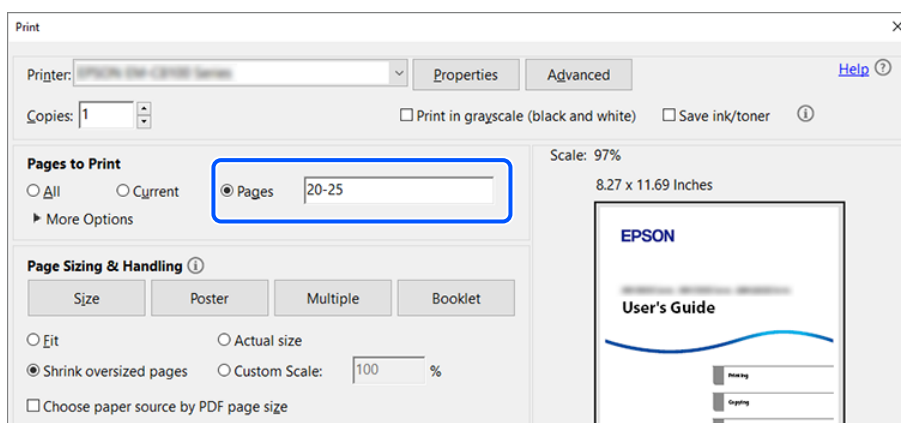 Print
Printer: Properties Advanced Help
Copies: 1 Print in grayscale (black and white) Save ink/toner
Pages to Print
All Current Pages 20-25
More Options
Scale: 97%
8.27 x 11.69 Inches
EPSON
User's Guide
Printing
Copying
Page Sizing & Handling
Size Poster Multiple Booklet
Fit Actual size
Shrink oversized pages Custom Scale: 100 %
Choose paper source by PDF page size